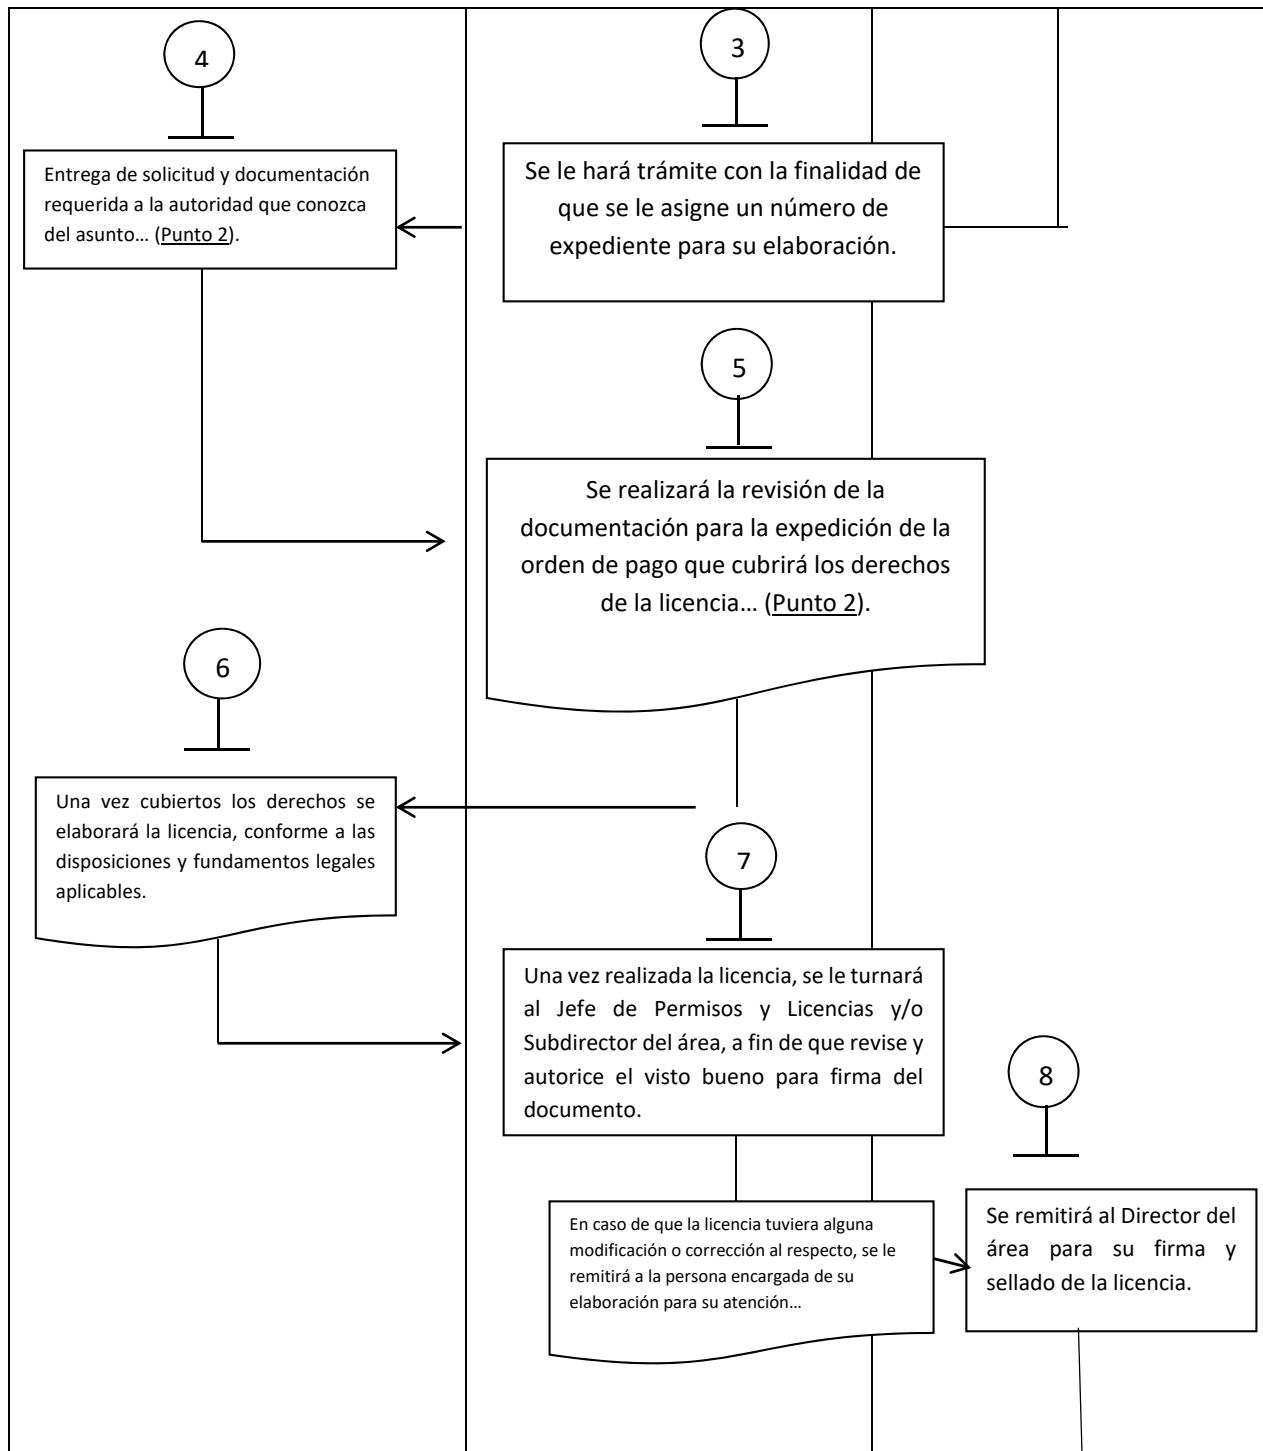 4
3
Entrega de solicitud y documentación
requerida a la autoridad que conozca
del asunto... (Punto 2).
Se le hará trámite con la finalidad de
que se le asigne un número de
expediente para su elaboración.
5
Se realizará la revisión de la
documentación para la expedición de la
orden de pago que cubrirá los derechos
de la licencia... (Punto 2).
6
Una vez cubiertos los derechos se
elaborará la licencia, conforme a las
disposiciones y fundamentos legales
aplicables.
7
Una vez realizada la licencia, se le turnará
al Jefe de Permisos y Licencias y/o
Subdirector del área, a fin de que revise y
autorice el visto bueno para firma del
documento.
8
En caso de que la licencia tuviera alguna
modificación o corrección al respecto, se le
remitirá a la persona encargada de su
elaboración para su atención...
Se remitirá al Director del
área para su firma y
sellado de la licencia.